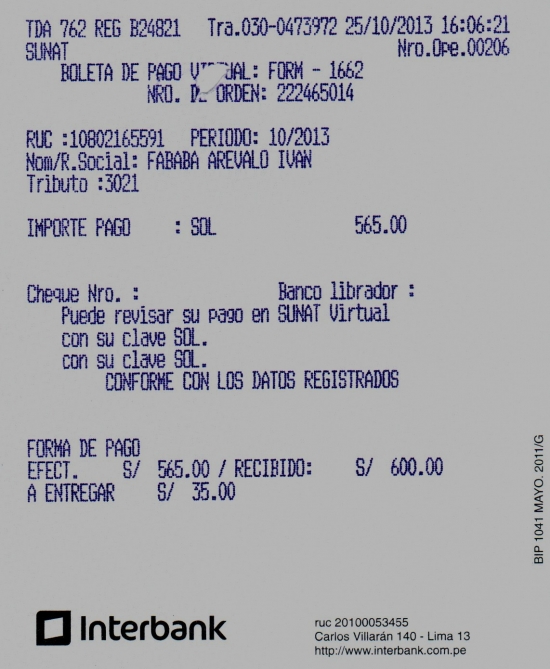 TDA 762 REG B24821 Tra.030-0473972 25/10/2013 16:06:21
SUNAT Nro.Ope.00206
BOLETA DE PAGO VIRTUAL: FORM - 1662
NRO. DE ORDEN: 222465014
RUC :10802165591 PERIODO: 10/2013
Nom/R.Social: FABABA AREVALO IVAN
Tributo :3021
IMPORTE PAGO : SOL 565.00
Cheque Nro. : Banco librador :
Puede revisar su pago en SUNAT Virtual
con su clave SOL.
con su clave SOL.
CONFORME CON LOS DATOS REGISTRADOS
FORMA DE PAGO
EFECT. S/ 565.00 / RECIBIDO: S/ 600.00
A ENTREGAR S/ 35.00
BIP 1041 MAYO. 2011/G
Interbank
ruc 20100053455
Carlos Villarán 140 - Lima 13
http://www.interbank.com.pe